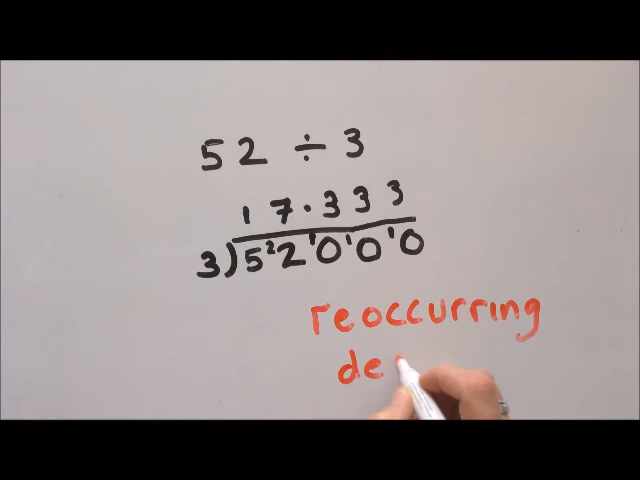 52 ÷ 3
17.333
3)5²2¹0¹0¹0
reoccurring
de